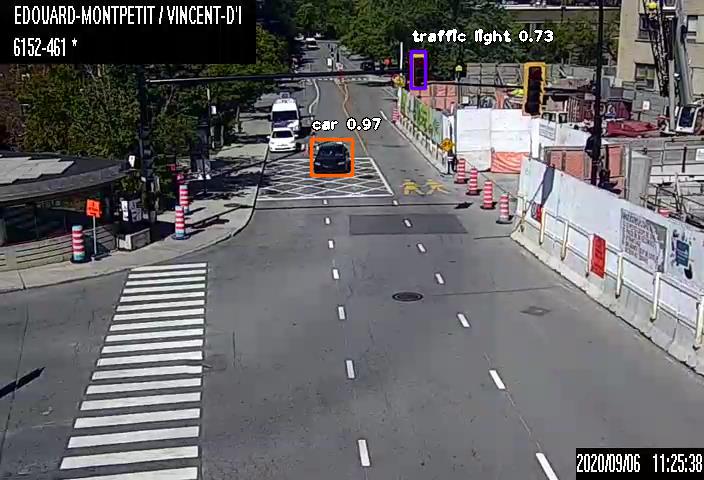 EDOUARD-MONTPETIT / VINCENT-D'I
6152-461 *
traffic light 0.73
car 0.97
2020/09/06 11:25:38